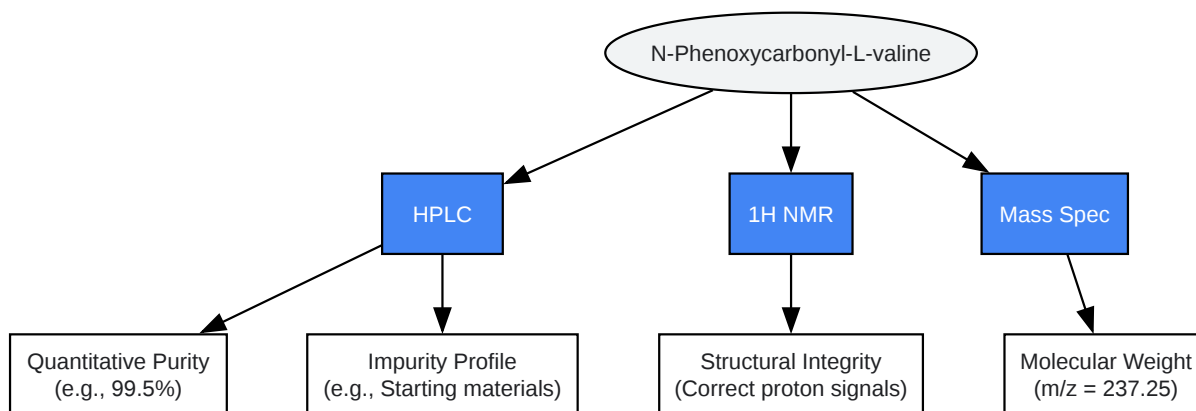 N-Phenoxycarbonyl-L-valine
HPLC
1H NMR
Mass Spec
Quantitative Purity
(e.g., 99.5%)
Impurity Profile
(e.g., Starting materials)
Structural Integrity
(Correct proton signals)
Molecular Weight
(m/z = 237.25)